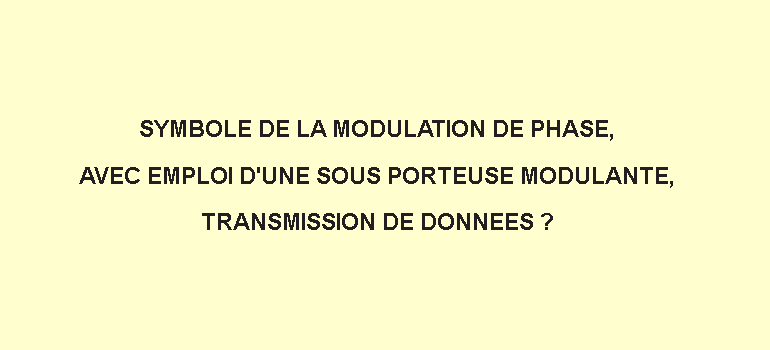 SYMBOLE DE LA MODULATION DE PHASE,
AVEC EMPLOI D'UNE SOUS PORTEUSE MODULANTE,
TRANSMISSION DE DONNEES ?